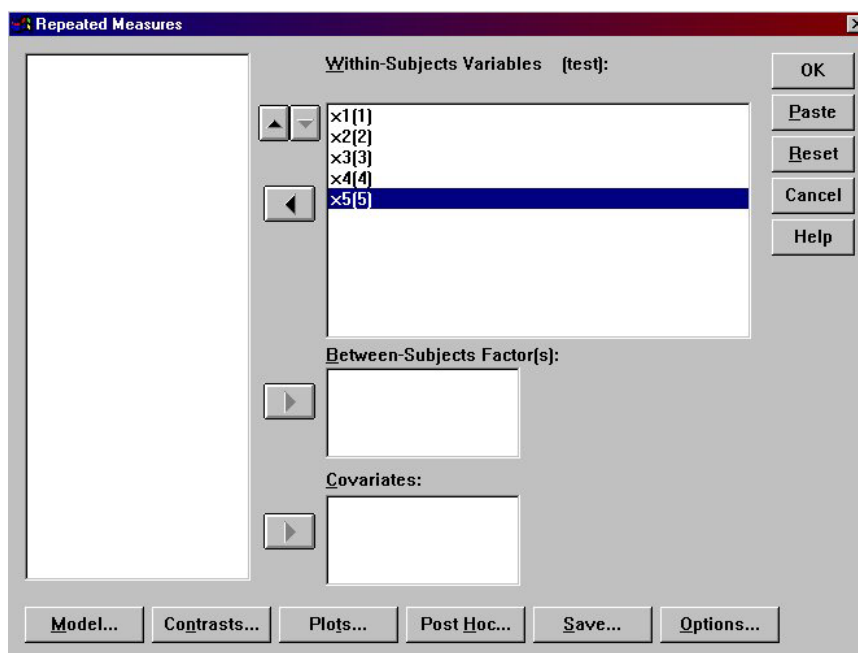 Repeated Measures
Within-Subjects Variables (test):
x1(1)
x2(2)
x3(3)
x4(4)
x5(5)
OK
Paste
Reset
Cancel
Help
Between-Subjects Factor(s):
Covariates:
Model... Contrasts... Plots... Post Hoc... Save... Options...